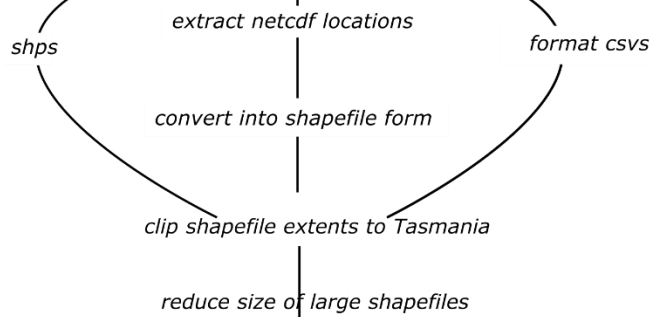 extract netcdf locations
shps
format csvs
convert into shapefile form
clip shapefile extents to Tasmania
reduce size of large shapefiles